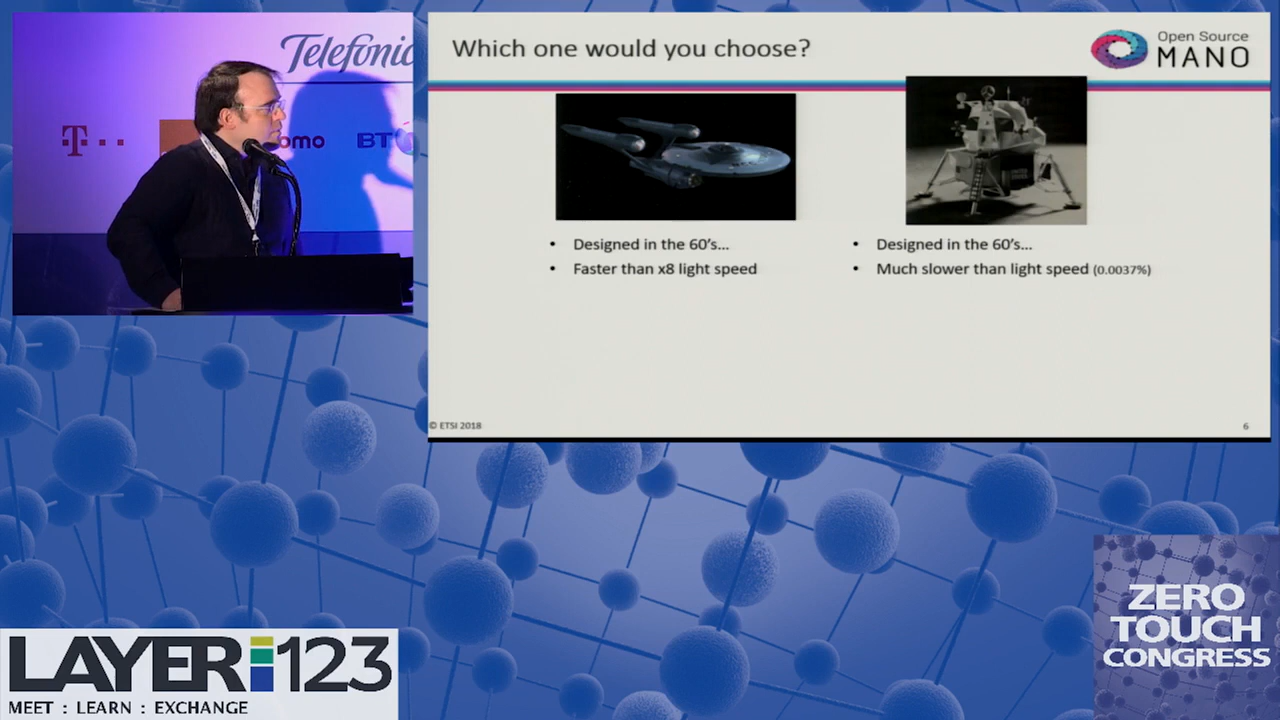 Telefónic
T
omo
BT
Which one would you choose?
Open Source
MANO
• Designed in the 60's...
• Faster than x8 light speed
• Designed in the 60's...
• Much slower than light speed (0.0037%)
© ETSI 2018
6
LAYER123
MEET : LEARN : EXCHANGE
ZERO
TOUCH
CONGRESS